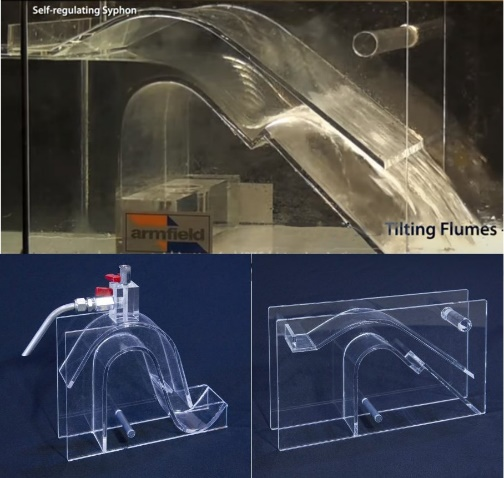 Self-regulating Syphon
armfield
Tilting Flumes